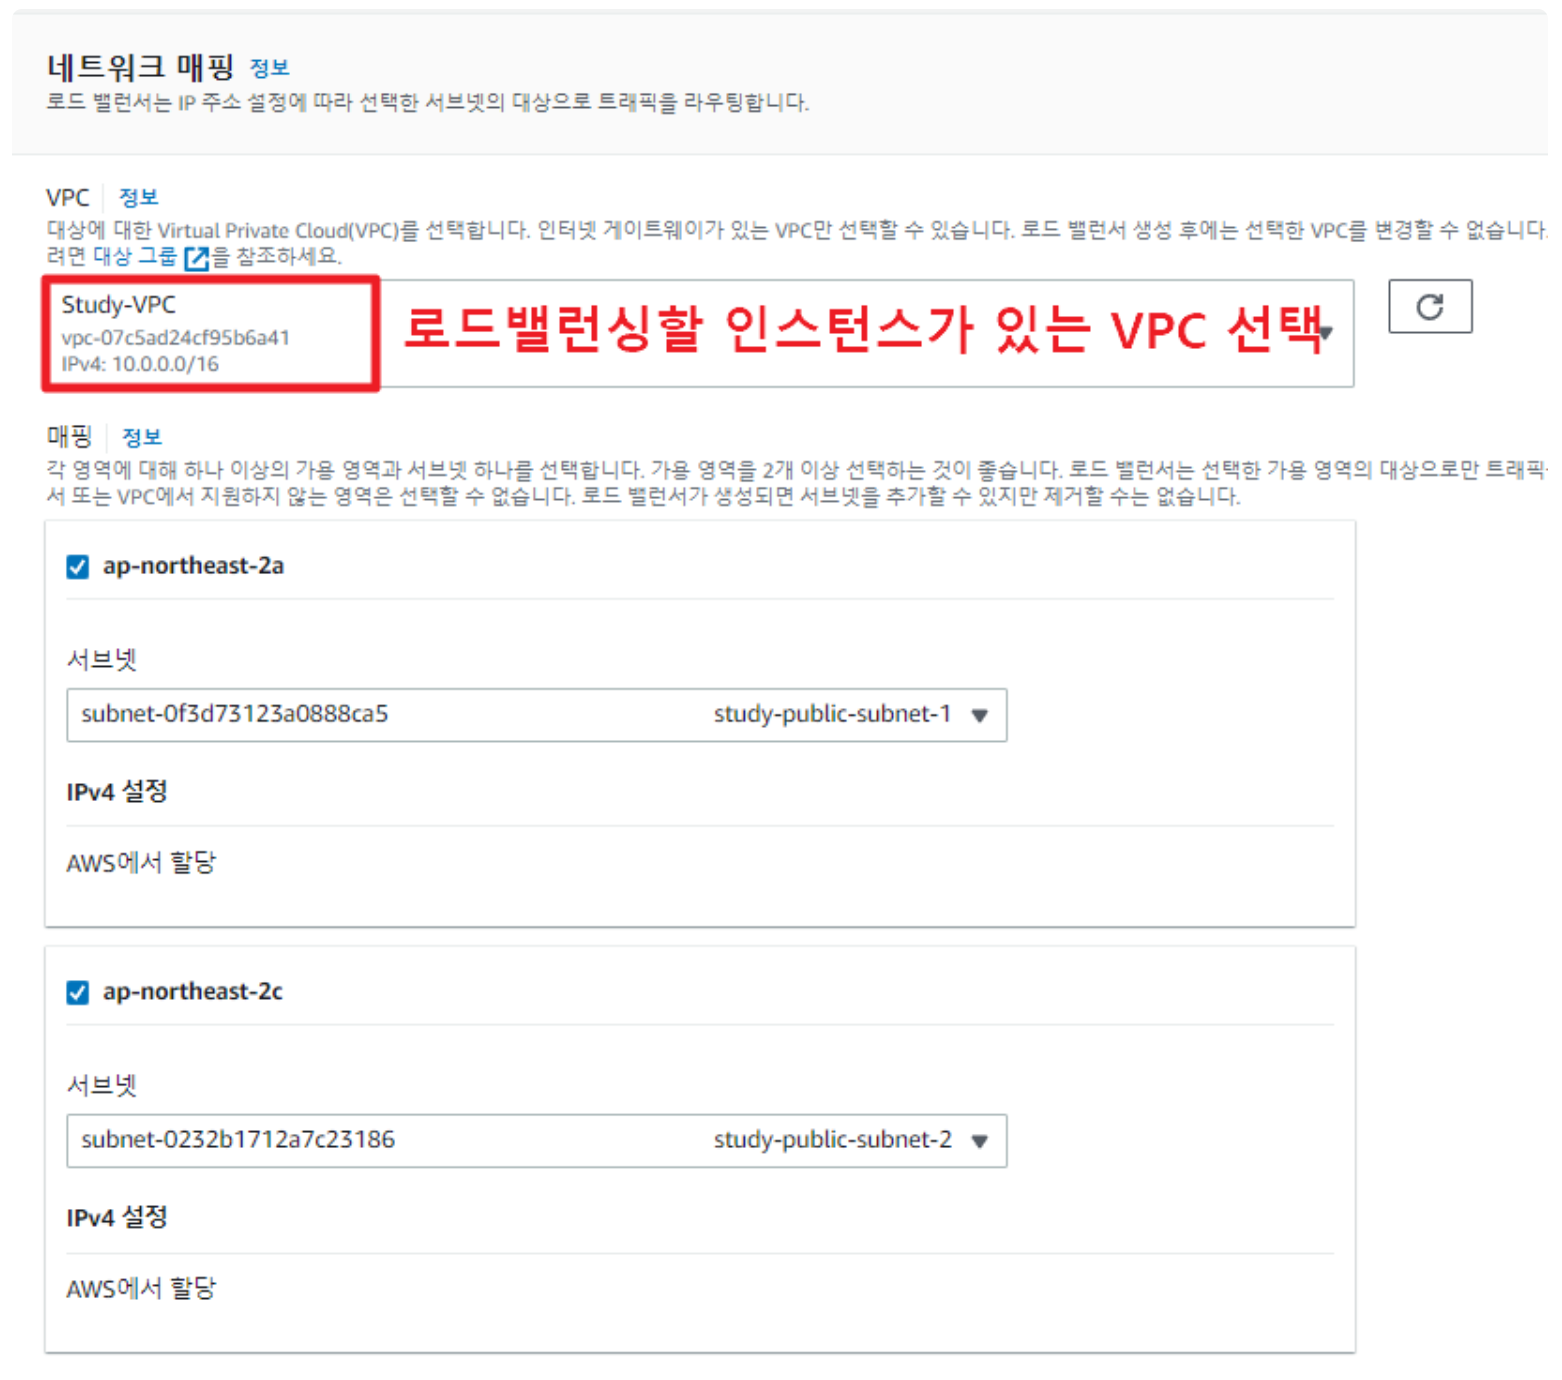 네트워크 매핑 정보
로드 밸런서는 IP 주소 설정에 따라 선택한 서브넷의 대상으로 트래픽을 라우팅합니다.
VPC 정보
대상에 대한 Virtual Private Cloud(VPC)를 선택합니다. 인터넷 게이트웨이가 있는 VPC만 선택할 수 있습니다. 로드 밸런서 생성 후에는 선택한 VPC를 변경할 수 없습니다.
려면 대상 그룹을 참조하세요.
Study-VPC
vpc-07c5ad24cf95b6a41
IPv4: 10.0.0.0/16
로드밸런싱할 인스턴스가 있는 VPC 선택
매핑 정보
각 영역에 대해 하나 이상의 가용 영역과 서브넷 하나를 선택합니다. 가용 영역을 2개 이상 선택하는 것이 좋습니다. 로드 밸런서는 선택한 가용 영역의 대상으로만 트래픽
서 또는 VPC에서 지원하지 않는 영역은 선택할 수 없습니다. 로드 밸런서가 생성되면 서브넷을 추가할 수 있지만 제거할 수는 없습니다.
ap-northeast-2a
서브넷
subnet-0f3d73123a0888ca5 study-public-subnet-1
IPv4 설정
AWS에서 할당
ap-northeast-2c
서브넷
subnet-0232b1712a7c23186 study-public-subnet-2
IPv4 설정
AWS에서 할당